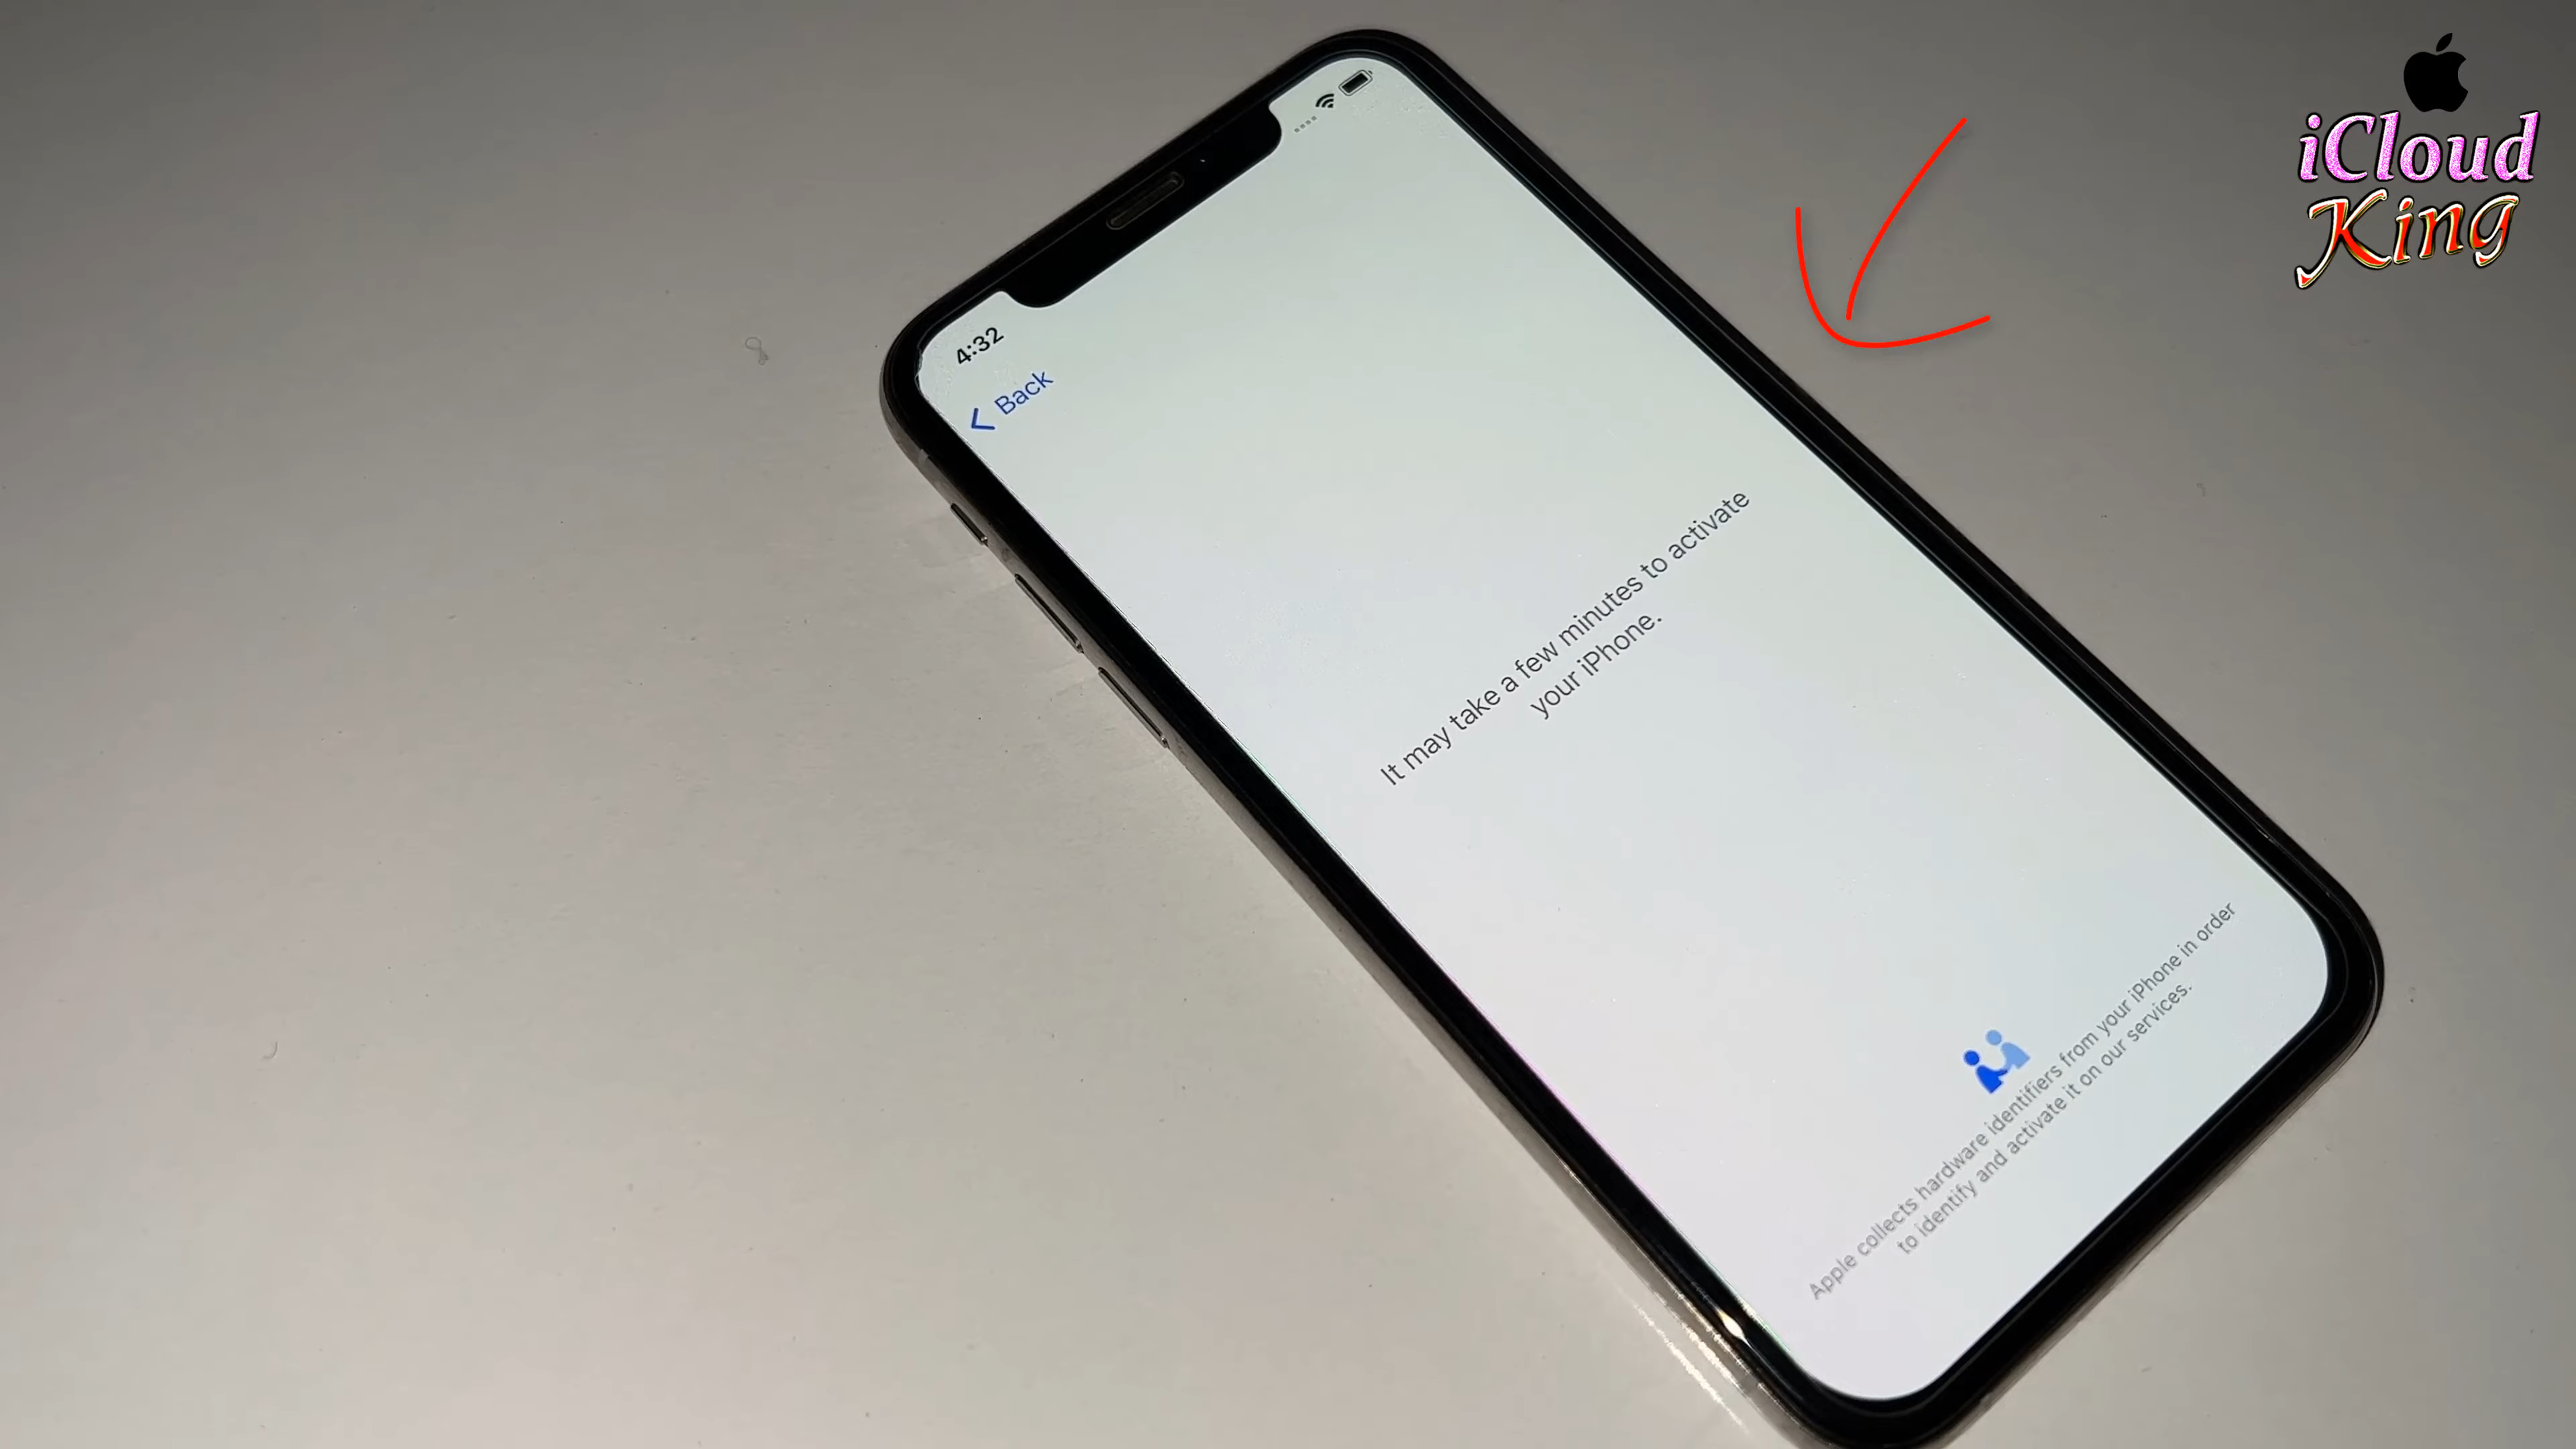 iCloud
King
4:32
Back
It may take a few minutes to activate
your iPhone.
Apple collects hardware identifiers from your iPhone in order
to identify and activate it on our services.